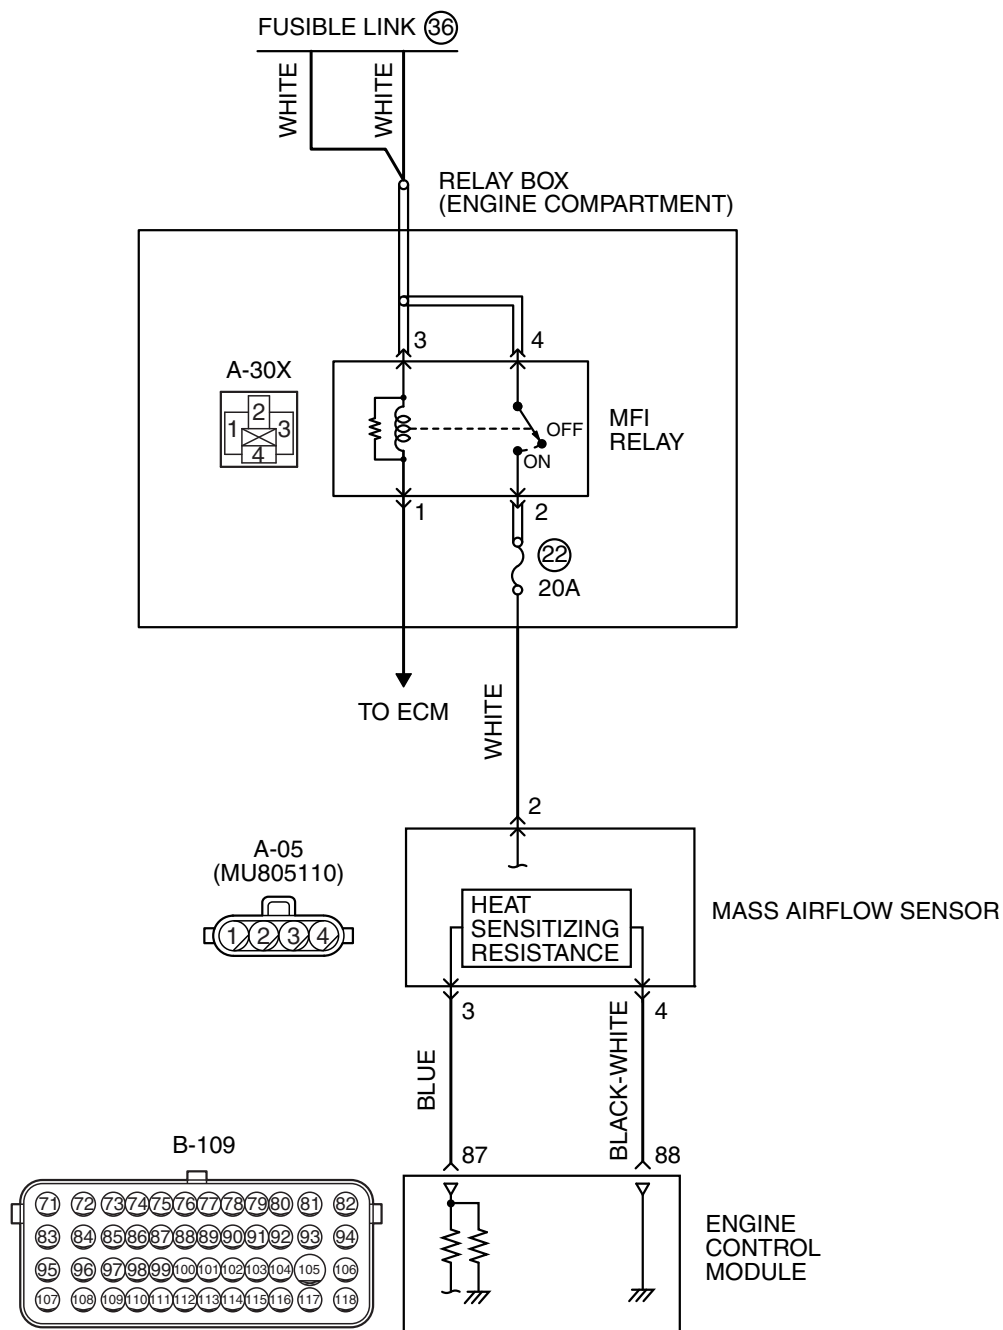 FUSIBLE LINK 36
WHITE
WHITE
RELAY BOX
(ENGINE COMPARTMENT)
3
4
A-30X
2
1
3
4
OFF
ON
MFI
RELAY
1
2
22
20A
TO ECM
WHITE
2
A-05
(MU805110)
1 2 3 4
HEAT
SENSITIZING
RESISTANCE
MASS AIRFLOW SENSOR
3
4
BLUE
BLACK-WHITE
87
88
B-109
71 72 73 74 75 76 77 78 79 80 81 82
83 84 85 86 87 88 89 90 91 92 93 94
95 96 97 98 99 100 101 102 103 104 105 106
107 108 109 110 111 112 113 114 115 116 117 118
ENGINE
CONTROL
MODULE